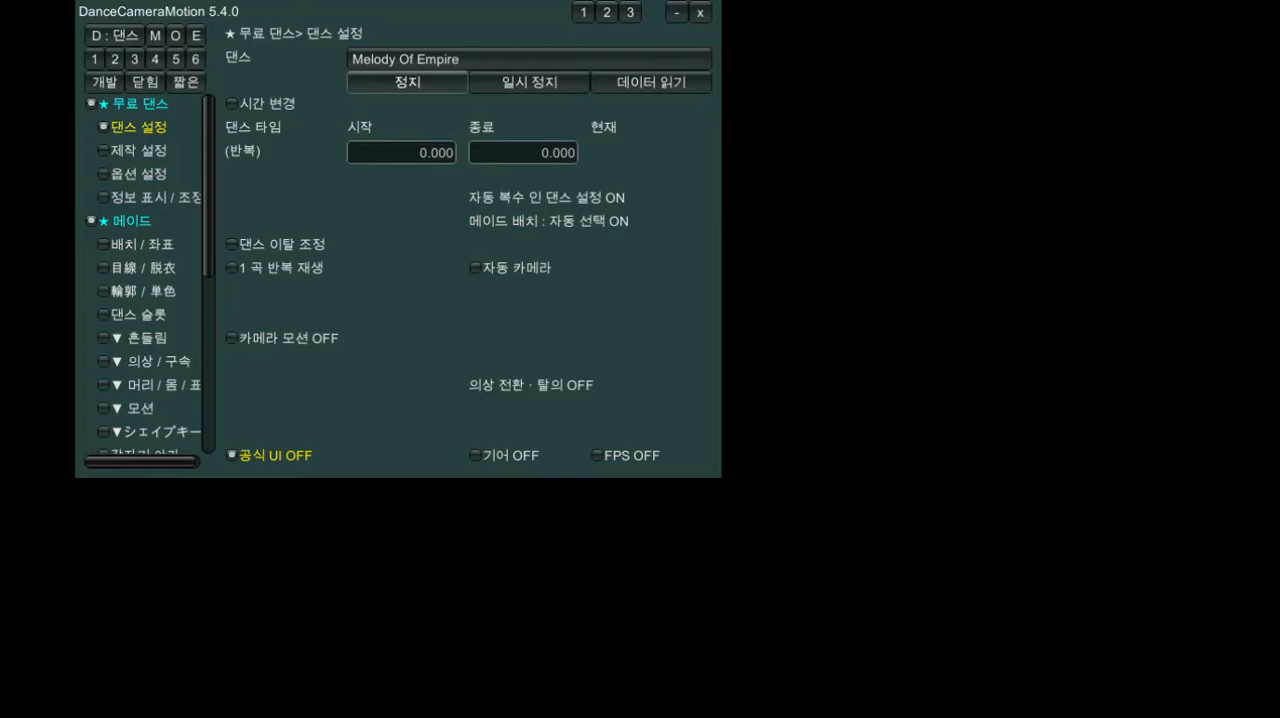 DanceCameraMotion 5.4.0
1 2 3 - x
D : 댄스 M O E
1 2 3 4 5 6
개발 닫힘 짧은
★ 무료 댄스
댄스 설정
제작 설정
옵션 설정
정보 표시 / 조정
★ 메이드
배치 / 좌표
目線 / 脱衣
輪郭 / 単色
댄스 슬롯
▼ 흔들림
▼ 의상 / 구속
▼ 머리 / 몸 / 표
▼ 모션
▼シェイプキー
★ 무료 댄스> 댄스 설정
댄스 Melody Of Empire
정지 일시 정지 데이터 읽기
시간 변경
댄스 타임 시작 종료 현재
(반복) 0.000 0.000
자동 복수 인 댄스 설정 ON
메이드 배치 : 자동 선택 ON
댄스 이탈 조정
1 곡 반복 재생 자동 카메라
카메라 모션 OFF
의상 전환 · 탈의 OFF
공식 UI OFF 기어 OFF FPS OFF